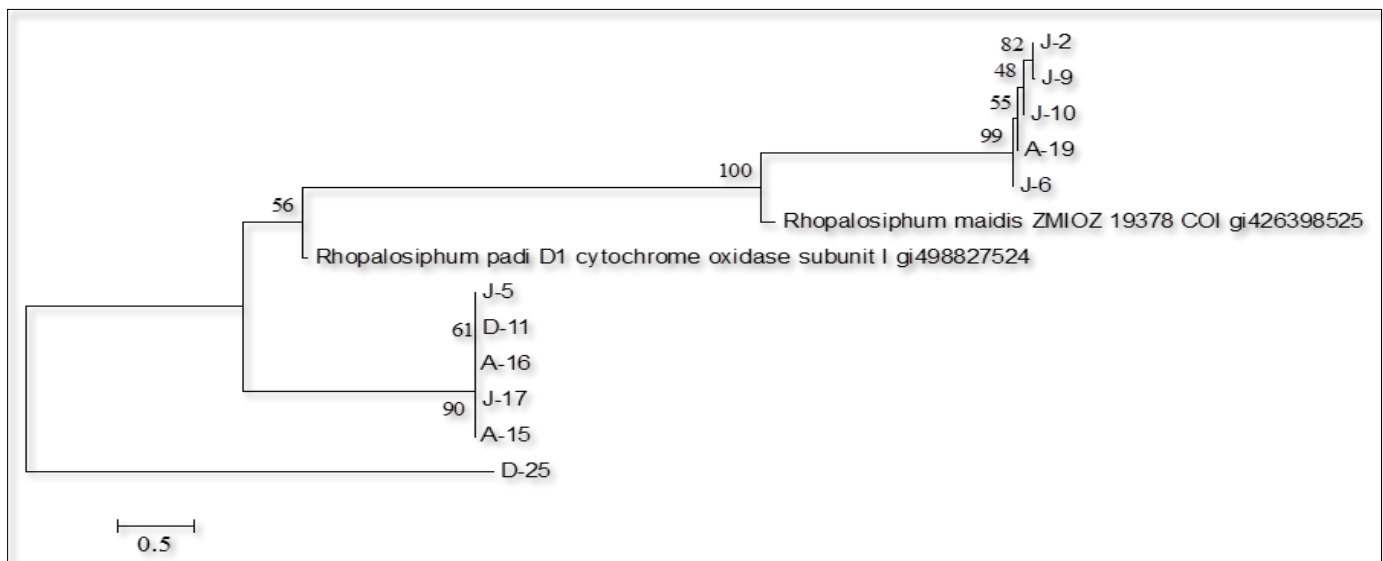 82 J-2
48 J-9
55 J-10
99 A-19
J-6
100
Rhopalosiphum maidis ZMIOZ 19378 COI gi426398525
56
Rhopalosiphum padi D1 cytochrome oxidase subunit I gi498827524
J-5
61 D-11
A-16
J-17
90
A-15
D-25
0.5